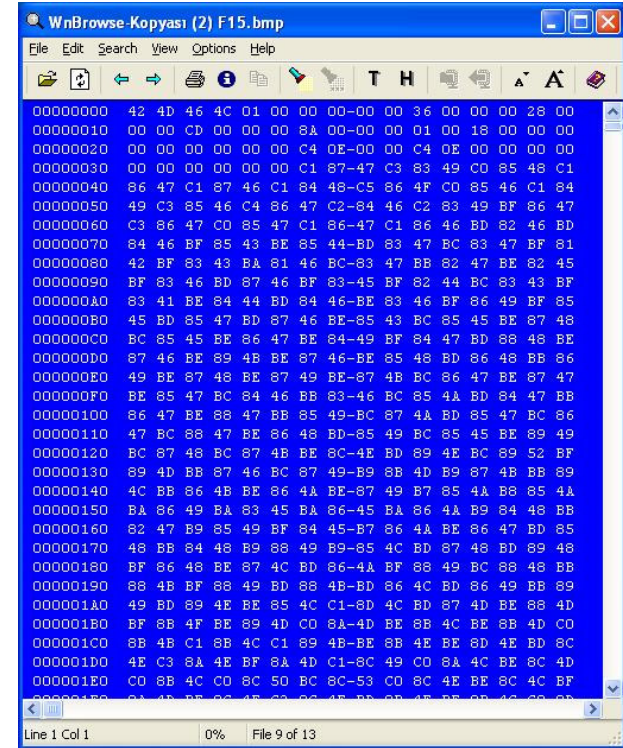 WnBrowse-Kopyası (2) F15.bmp
File Edit Search View Options Help
T H A A
00000000 42 4D 46 4C 01 00 00 00-00 00 36 00 00 00 28 00
00000010 00 00 CD 00 00 00 8A 00-00 00 01 00 18 00 00 00
00000020 00 00 00 00 00 00 C4 0E-00 00 C4 0E 00 00 00 00
00000030 00 00 00 00 00 00 C1 87-47 C3 83 49 C0 85 48 C1
00000040 86 47 C1 87 46 C1 84 48-C5 86 4F C0 85 46 C1 84
00000050 49 C3 85 46 C4 86 47 C2-84 46 C2 83 49 BF 86 47
00000060 C3 86 47 C0 85 47 C1 86-47 C1 86 46 BD 82 46 BD
00000070 84 46 BF 85 43 BE 85 44-BD 83 47 BC 83 47 BF 81
00000080 42 BF 83 43 BA 81 46 BC-83 47 BB 82 47 BE 82 45
00000090 BF 83 46 BD 87 46 BF 83-45 BF 82 44 BC 83 43 BF
000000A0 83 41 BE 84 44 BD 84 46-BE 83 46 BF 86 49 BF 85
000000B0 45 BD 85 47 BD 87 46 BE-85 43 BC 85 45 BE 87 48
000000C0 BC 85 45 BE 86 47 BE 84-49 BF 84 47 BD 88 48 BE
000000D0 87 46 BE 89 4B BE 87 46-BE 85 48 BD 86 48 BB 86
000000E0 49 BE 87 48 BE 87 49 BE-87 4B BC 86 47 BE 87 47
000000F0 BE 85 47 BC 84 46 BB 83-46 BC 85 4A BD 84 47 BB
00000100 86 47 BE 88 47 BB 85 49-BC 87 4A BD 85 47 BC 86
00000110 47 BC 88 47 BE 86 48 BD-85 49 BC 85 45 BE 89 49
00000120 BC 87 48 BC 87 4B BE 8C-4E BD 89 4E BC 89 52 BF
00000130 89 4D BB 87 46 BC 87 49-B9 8B 4D B9 87 4B BB 89
00000140 4C BB 86 4B BE 86 4A BE-87 49 B7 85 4A B8 85 4A
00000150 BA 86 49 BA 83 45 BA 86-45 BA 86 4A B9 84 48 BB
00000160 82 47 B9 85 49 BF 84 45-B7 86 4A BE 86 47 BD 85
00000170 48 BB 84 48 B9 88 49 B9-85 4C BD 87 48 BD 89 48
00000180 BF 86 48 BE 87 4C BD 86-4A BF 88 49 BC 88 48 BB
00000190 88 4B BF 88 49 BD 88 4B-BD 86 4C BD 86 49 BB 89
000001A0 49 BD 89 4E BE 85 4C C1-8D 4C BD 87 4D BE 88 4D
000001B0 BF 8B 4F BE 89 4D C0 8A-4D BE 8B 4C BE 8B 4D C0
000001C0 8B 4B C1 8B 4C C1 89 4B-BE 8B 4E BE 8D 4E BD 8C
000001D0 4E C3 8A 4E BF 8A 4D C1-8C 49 C0 8A 4C BE 8C 4D
000001E0 C0 8B 4C C0 8C 50 BC 8C-53 C0 8C 4E BE 8C 4C BF
Line 1 Col 1 0% File 9 of 13